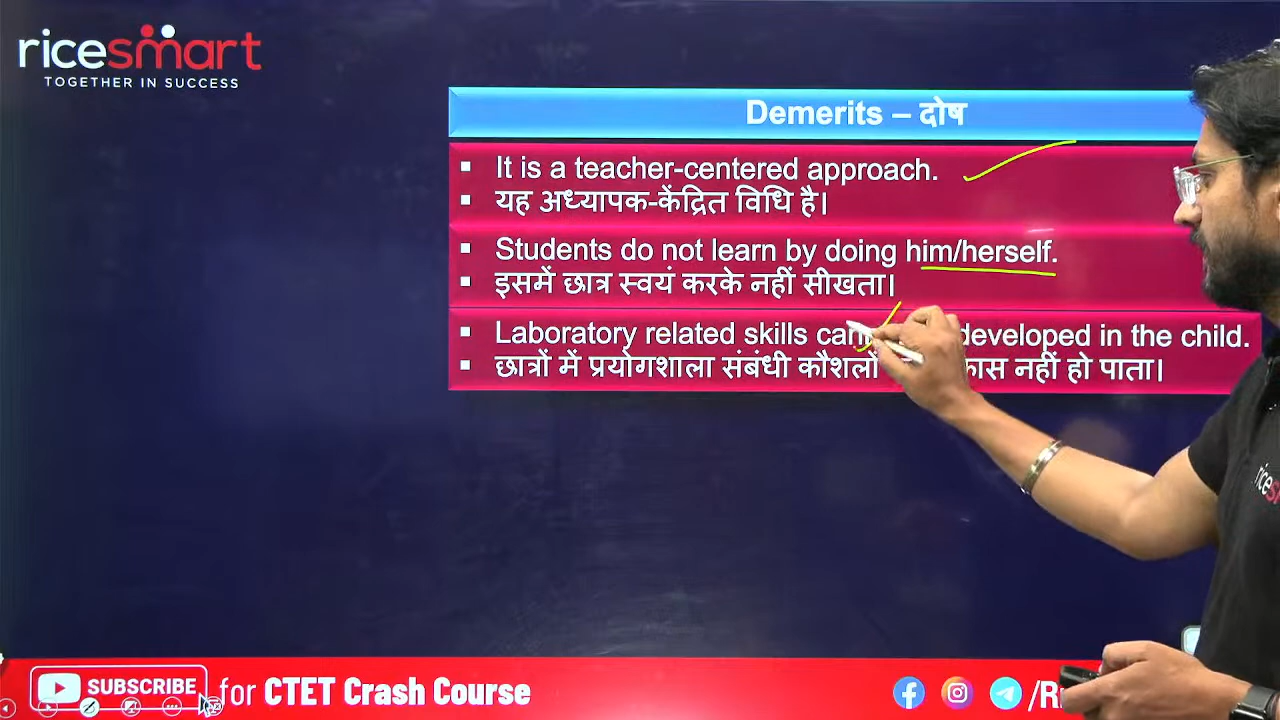 ricesmart
TOGETHER IN SUCCESS
Demerits – दोष
▪ It is a teacher-centered approach.
▪ यह अध्यापक-केंद्रित विधि है।
▪ Students do not learn by doing him/herself.
▪ इसमें छात्र स्वयं करके नहीं सीखता।
▪ Laboratory related skills developed in the child.
▪ छात्रों में प्रयोगशाला संबंधी कौशलों नहीं हो पाता।
SUBSCRIBE for CTET Crash Course